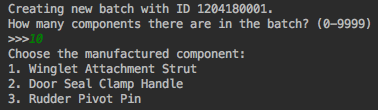 Creating new batch with ID 1204180001.
How many components there are in the batch? (0-9999)
>>>10
Choose the manufactured component:
1. Winglet Attachment Strut
2. Door Seal Clamp Handle
3. Rudder Pivot Pin